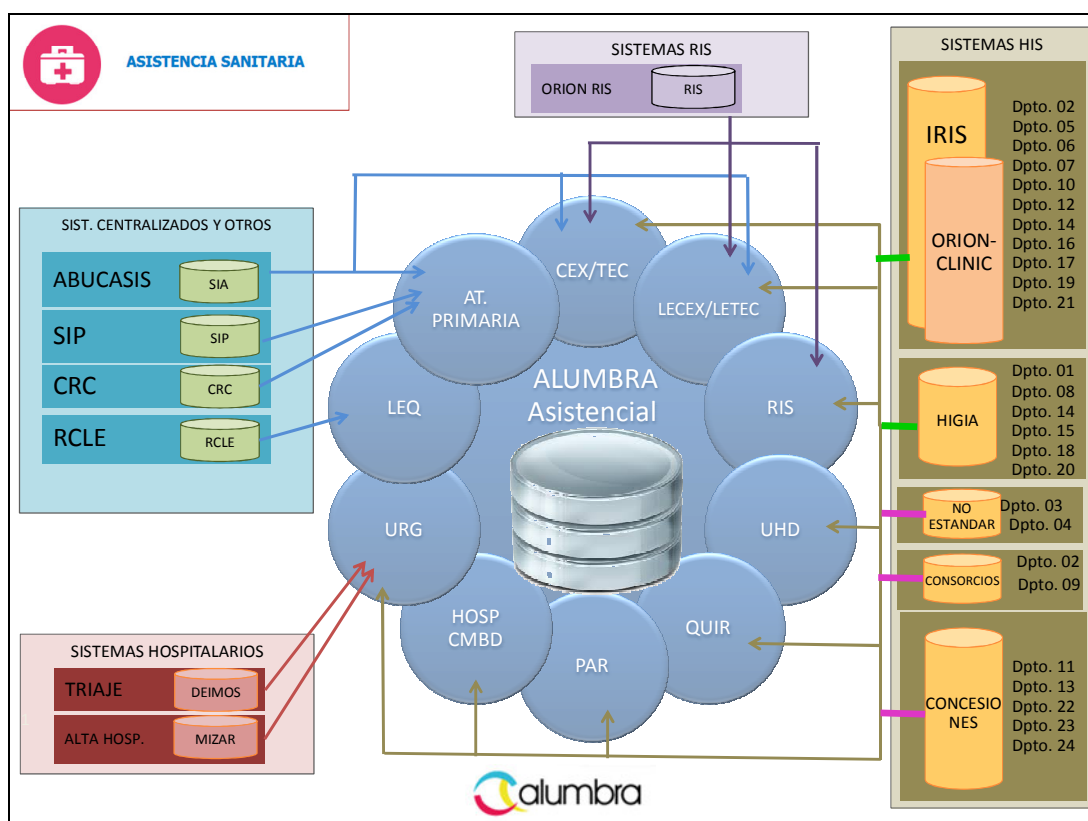 ASISTENCIA SANITARIA
SISTEMAS RIS
ORION RIS
RIS
SISTEMAS HIS
IRIS
ORION-
CLINIC
Dpto. 02
Dpto. 05
Dpto. 06
Dpto. 07
Dpto. 10
Dpto. 12
Dpto. 14
Dpto. 16
Dpto. 17
Dpto. 19
Dpto. 21
HIGIA
Dpto. 01
Dpto. 08
Dpto. 14
Dpto. 15
Dpto. 18
Dpto. 20
NO
ESTANDAR
Dpto. 03
Dpto. 04
CONSORCIOS
Dpto. 02
Dpto. 09
CONCESIO
NES
Dpto. 11
Dpto. 13
Dpto. 22
Dpto. 23
Dpto. 24
SIST. CENTRALIZADOS Y OTROS
ABUCASIS
SIA
SIP
SIP
CRC
CRC
RCLE
RCLE
CEX/TEC
AT.
PRIMARIA
LECEX/LETEC
LEQ
RIS
ALUMBRA
Asistencial
URG
UHD
HOSP
CMBD
QUIR
PAR
SISTEMAS HOSPITALARIOS
TRIAJE
DEIMOS
ALTA HOSP.
MIZAR
alumbra